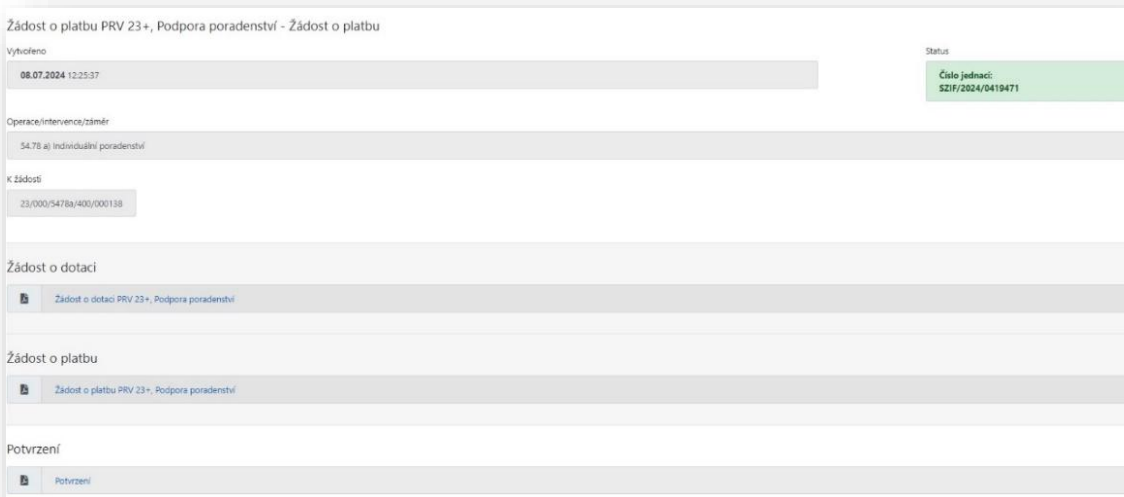 Žádost o platbu PRV 23+, Podpora poradenství - Žádost o platbu
Vytvořeno
Status
08.07.2024 12:25:37
Číslo jednací:
SZIF/2024/0419471
Operace/intervence/záměr
54.78 a) Individuální poradenství
K žádosti
23/000/5478a/400/000138
Žádost o dotaci
Žádost o dotaci PRV 23+, Podpora poradenství
Žádost o platbu
Žádost o platbu PRV 23+, Podpora poradenství
Potvrzení
Potvrzení